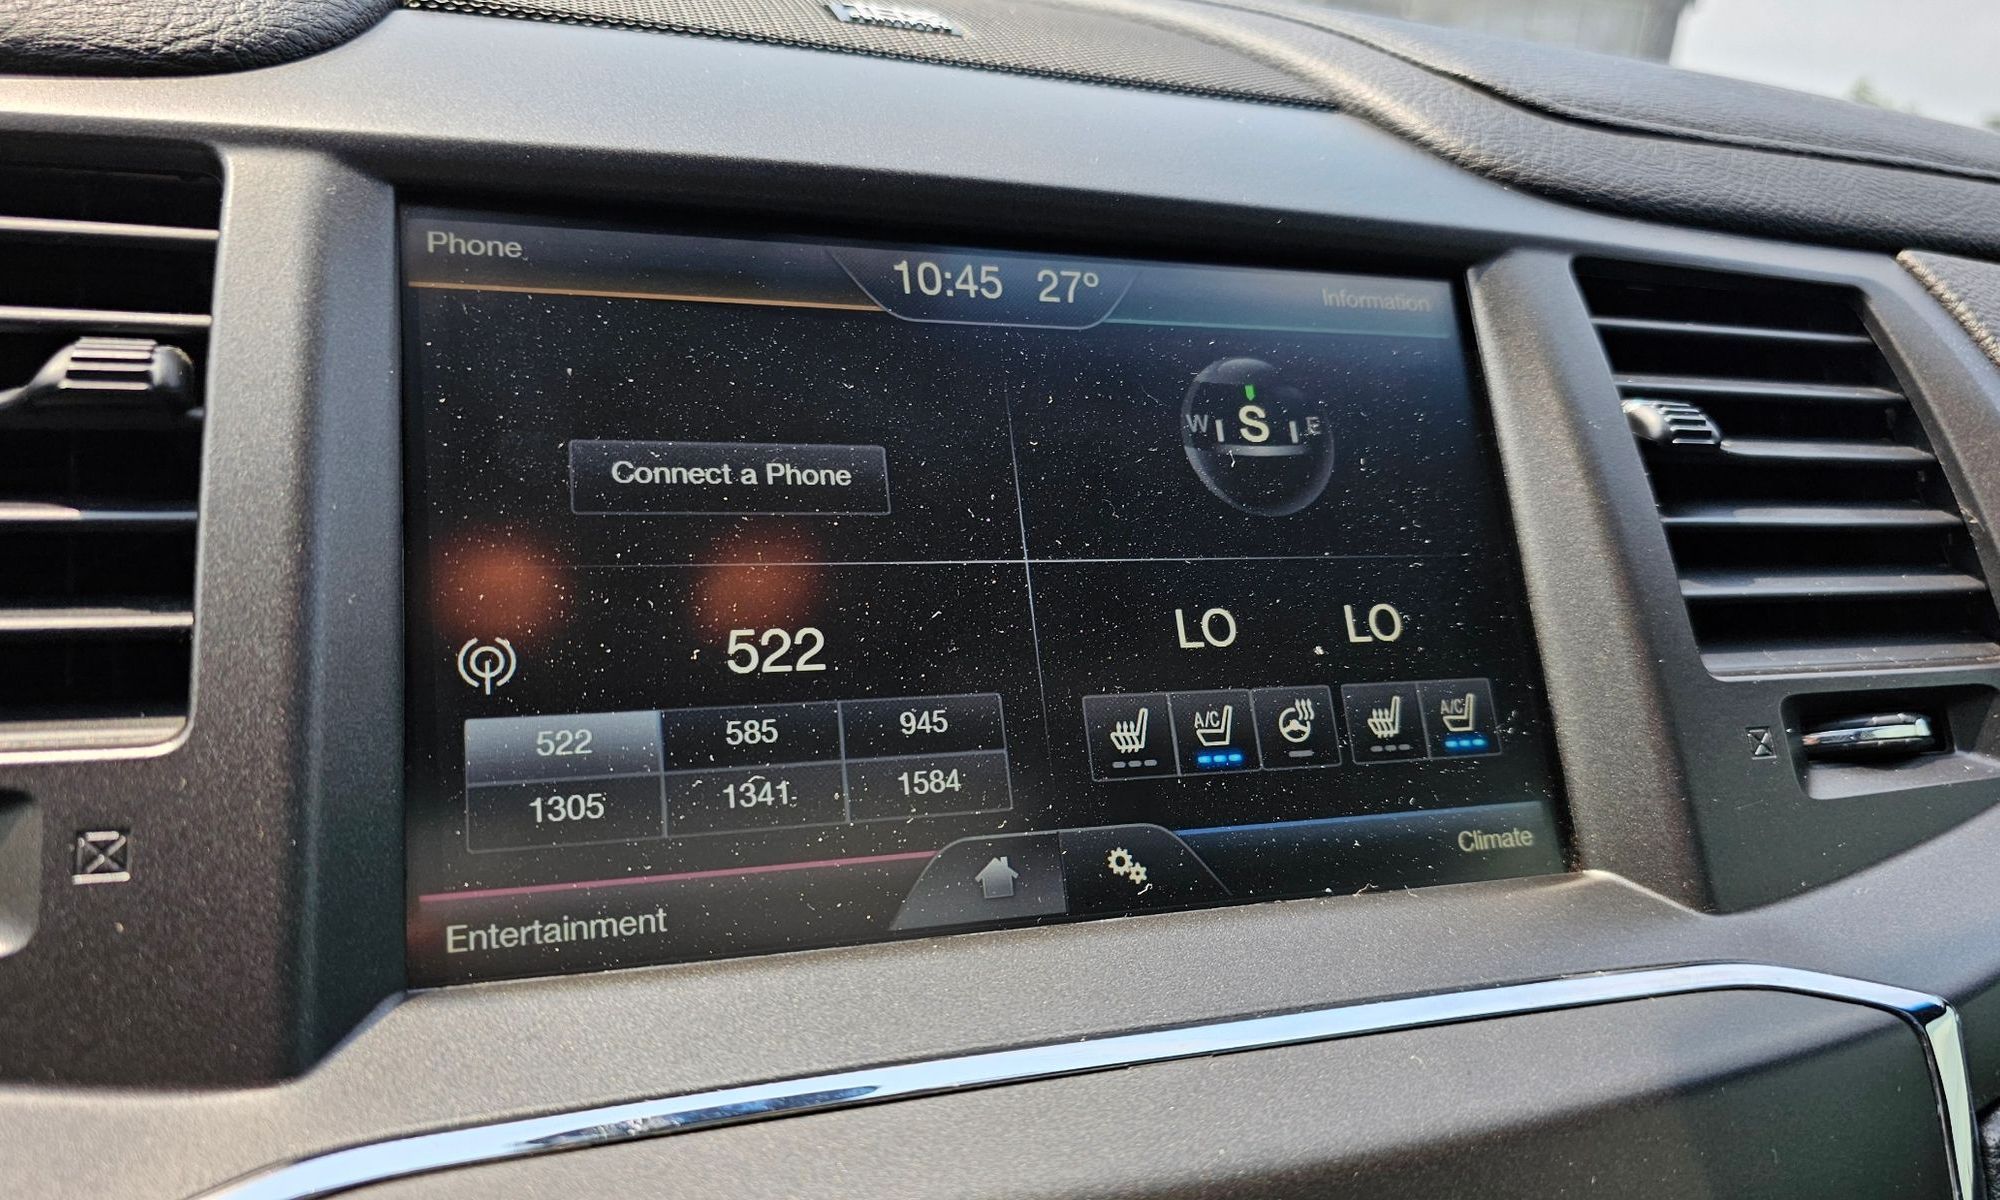 Phone
10:45 27°
Information
W S E
Connect a Phone
522
LO LO
522 585 945
1305 1341 1584
A/C A/C
Climate
Entertainment